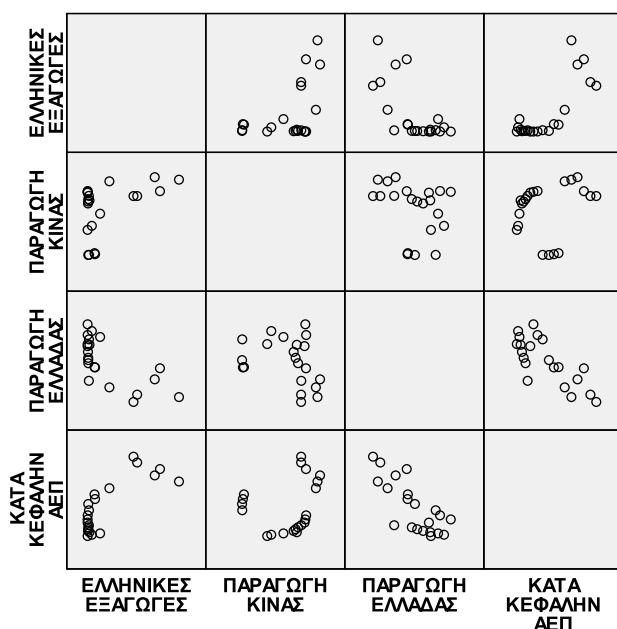 ΕΛΛΗΝΙΚΕΣ
ΕΞΑΓΩΓΕΣ
ΠΑΡΑΓΩΓΗ
ΚΙΝΑΣ
ΠΑΡΑΓΩΓΗ
ΕΛΛΑΔΑΣ
ΚΑΤΑ
ΚΕΦΑΛΗΝ
ΑΕΠ
ΕΛΛΗΝΙΚΕΣ
ΕΞΑΓΩΓΕΣ
ΠΑΡΑΓΩΓΗ
ΚΙΝΑΣ
ΠΑΡΑΓΩΓΗ
ΕΛΛΑΔΑΣ
ΚΑΤΑ
ΚΕΦΑΛΗΝ
ΑΕΠ